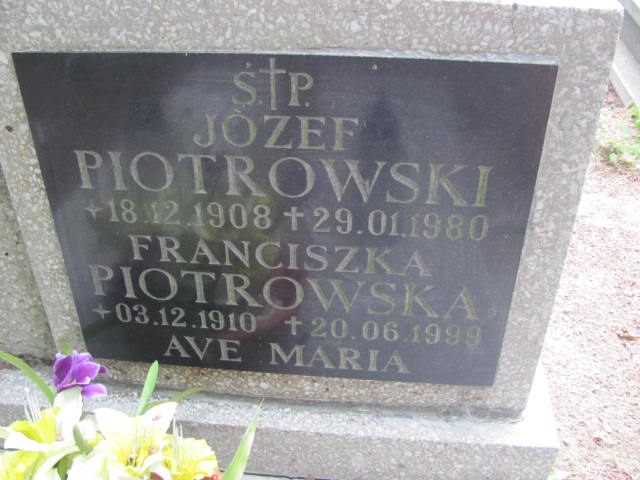 Ś.†P.
JÓZEF
PIOTROWSKI
✦18.12.1908 ✝ 29.01.1980
FRANCISZKA
PIOTROWSKA
✦03.12.1910 ✝ 20.06.1999
AVE MARIA